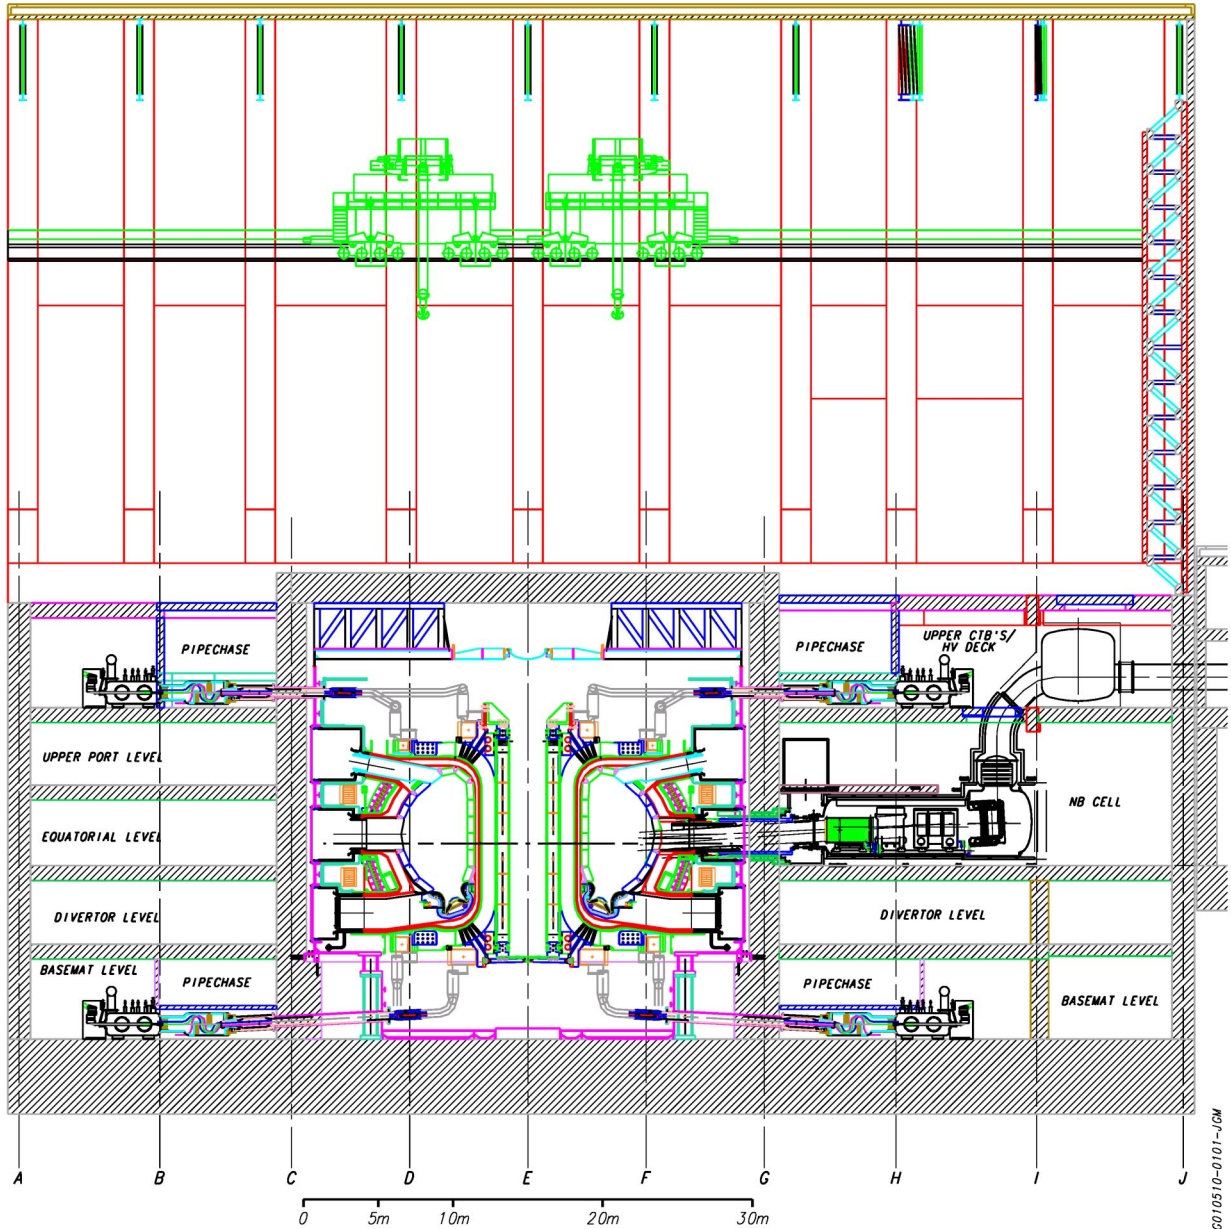 PIPECHASE
PIPECHASE
UPPER CTB'S/
HV DECK
UPPER PORT LEVEL
EQUATORIAL LEVEL
NB CELL
DIVERTOR LEVEL
DIVERTOR LEVEL
BASEMAT LEVEL
PIPECHASE
PIPECHASE
BASEMAT LEVEL
A B C D E F G H I J
0 5m 10m 20m 30m
G010510-0101-JGM